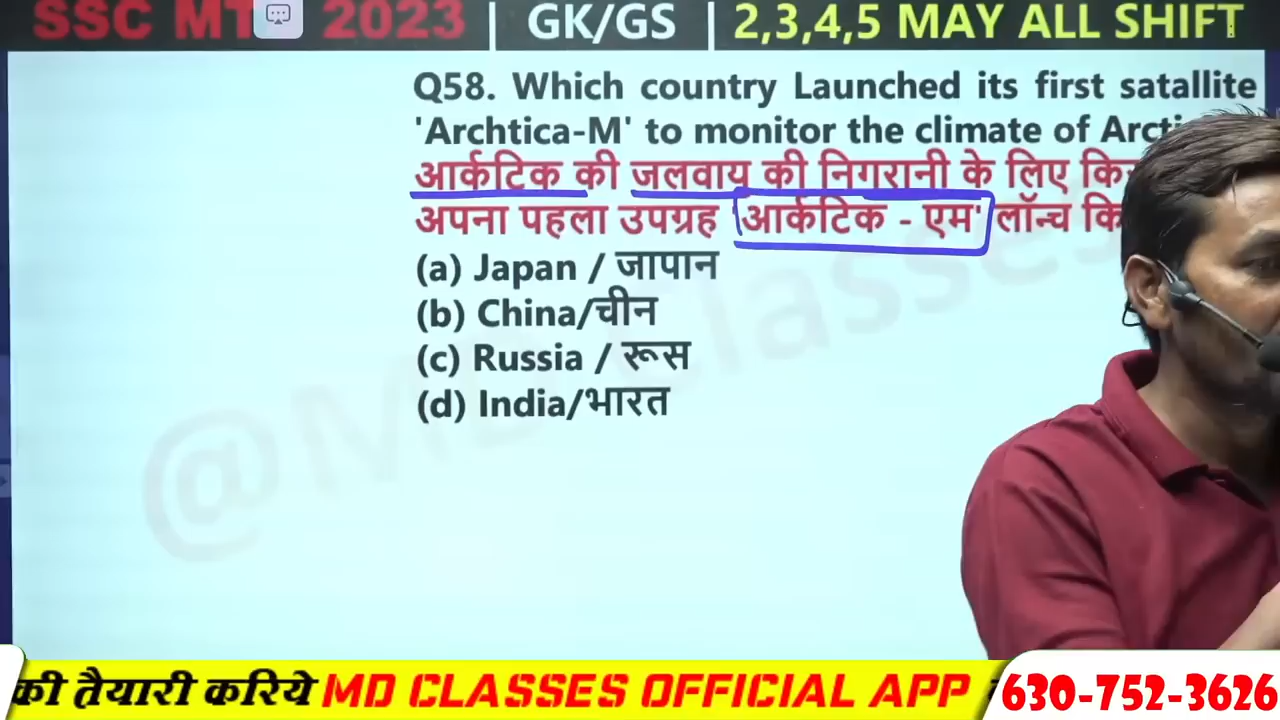 SSC MT 2023 | GK/GS | 2,3,4,5 MAY ALL SHIFT
Q58. Which country Launched its first satallite
'Archtica-M' to monitor the climate of
आर्कटिक की जलवाय की निगरानी के लिए
अपना पहला उपग्रह 'आर्कटिक - एम' लॉन्च
(a) Japan / जापान
(b) China/चीन
(c) Russia / रूस
(d) India/भारत
की तैयारी करिये MD CLASSES OFFICIAL APP
630-752-3626